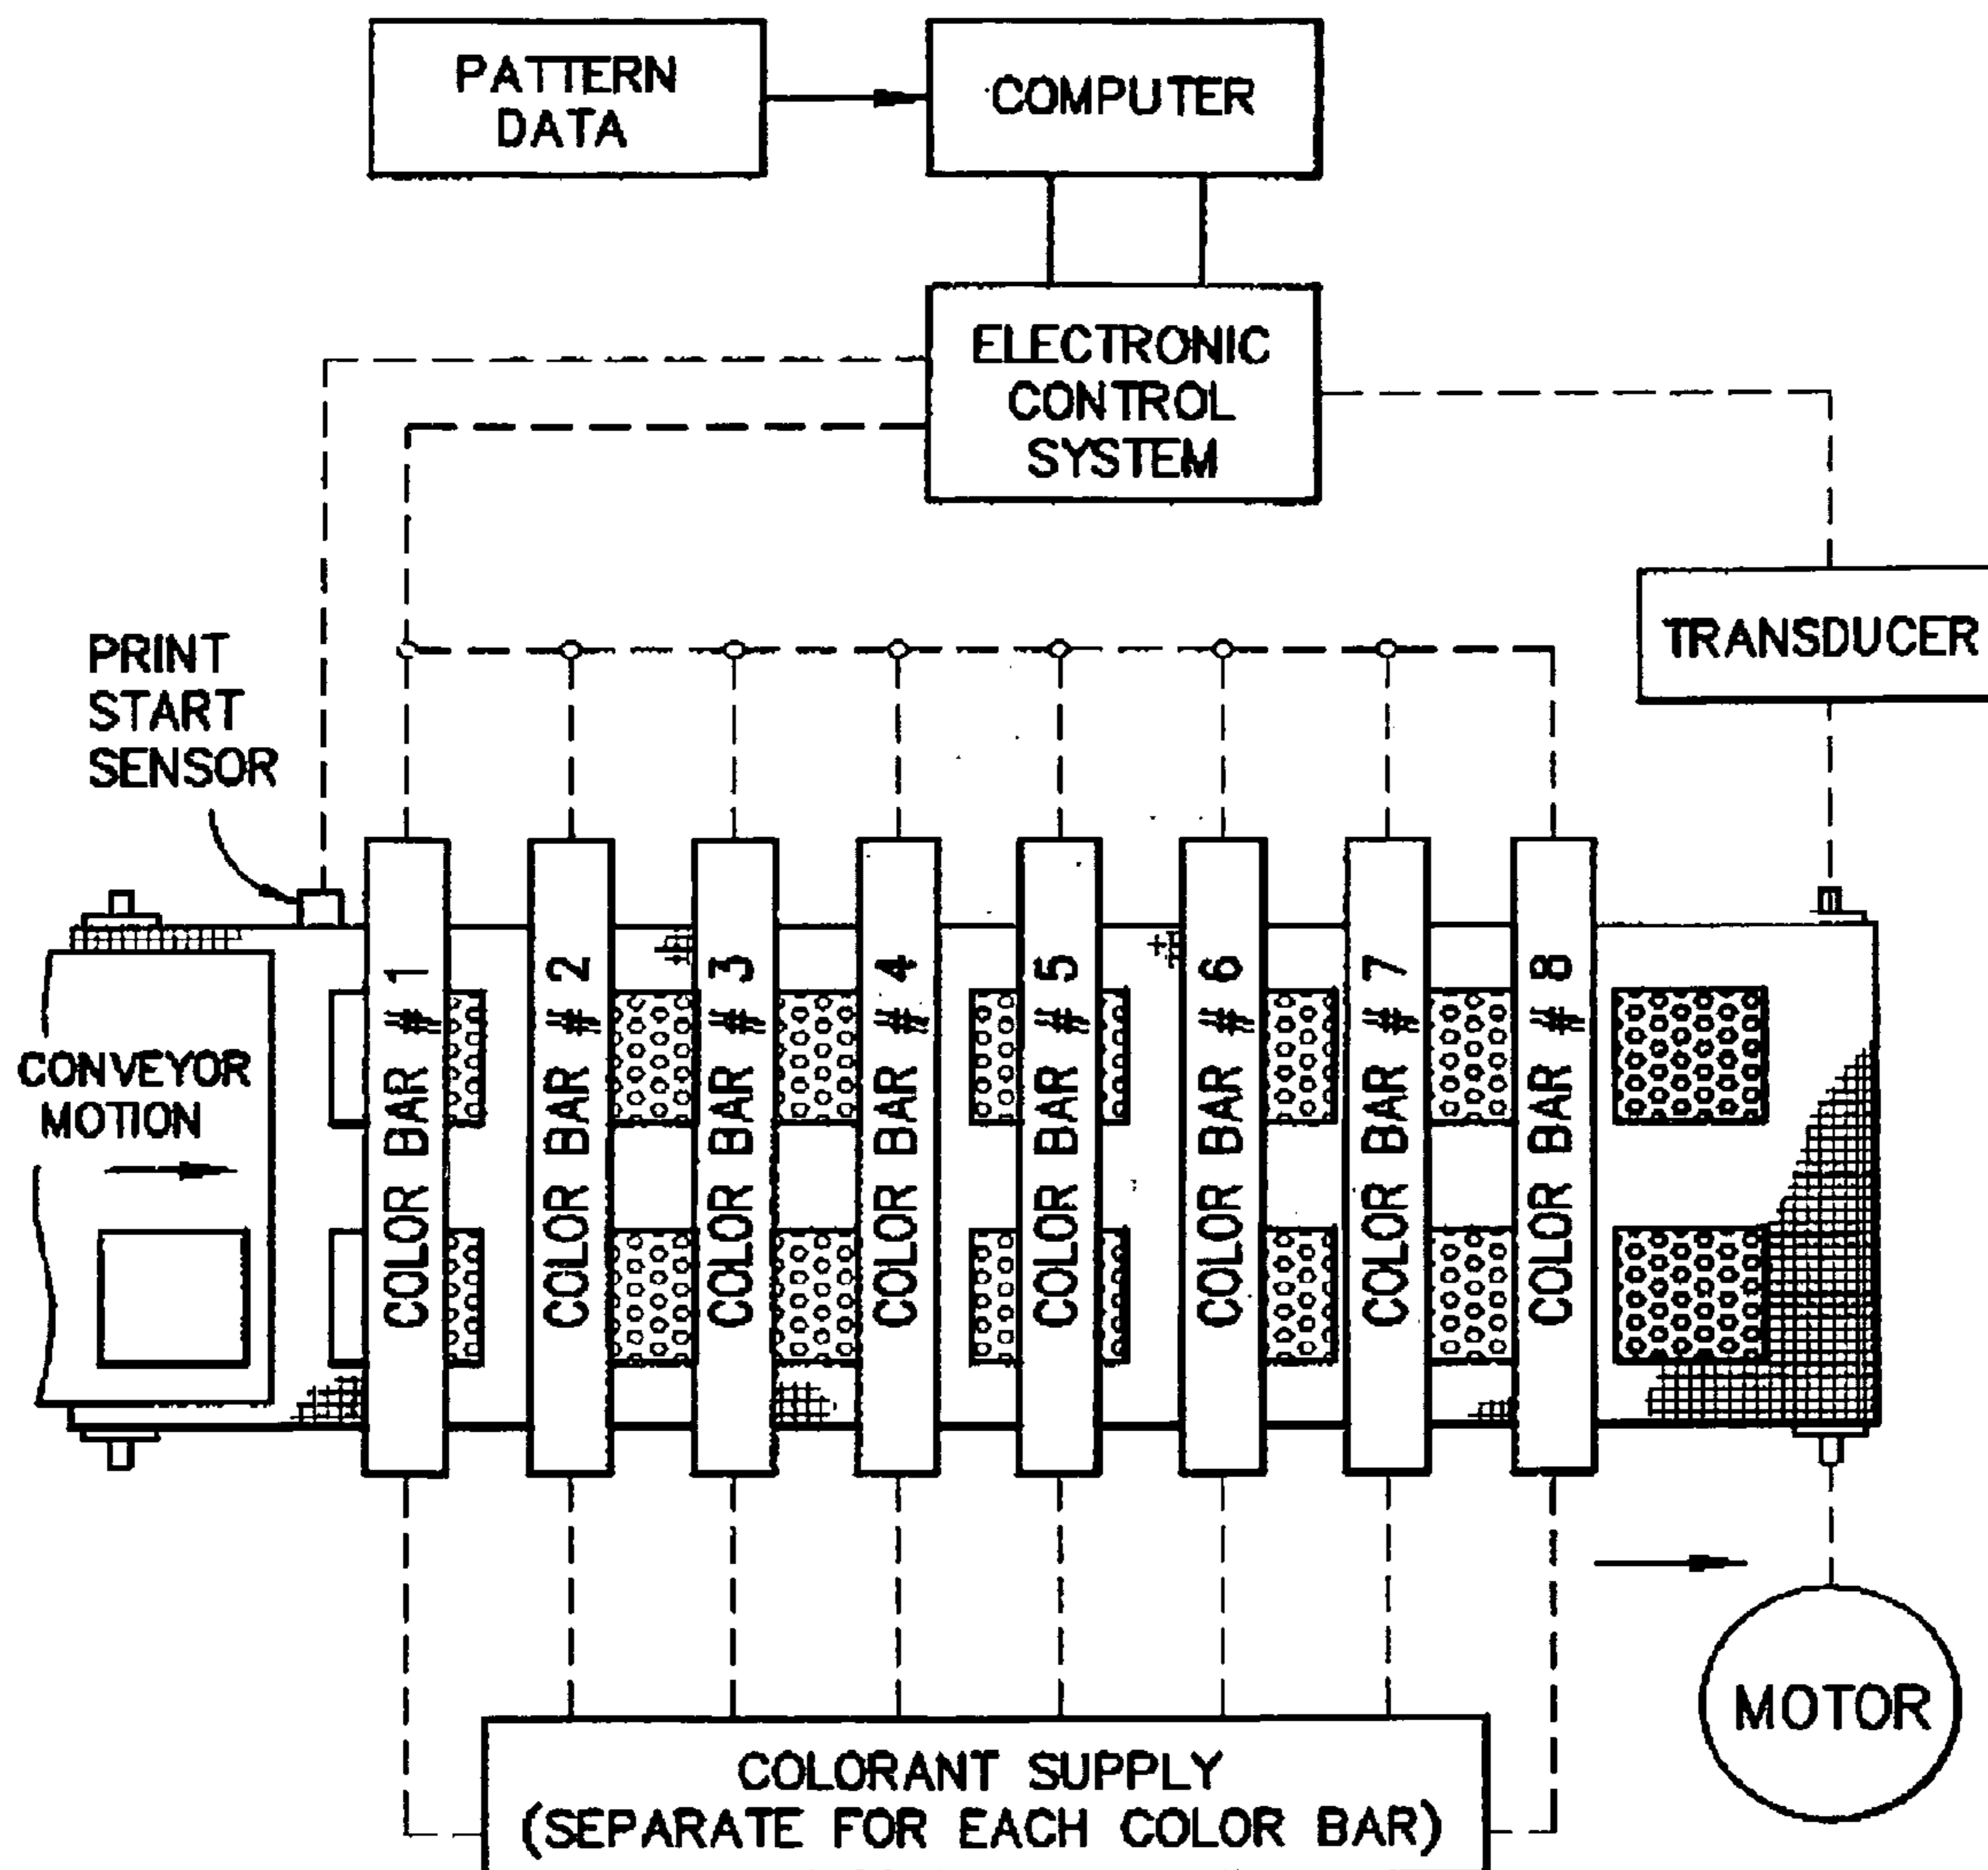 PATTERN
DATA
COMPUTER
ELECTRONIC
CONTROL
SYSTEM
PRINT
START
SENSOR
TRANSDUCER
CONVEYOR
MOTION
COLOR BAR #1
COLOR BAR #2
COLOR BAR #3
COLOR BAR #4
COLOR BAR #5
COLOR BAR #6
COLOR BAR #7
COLOR BAR #8
MOTOR
COLORANT SUPPLY
(SEPARATE FOR EACH COLOR BAR)